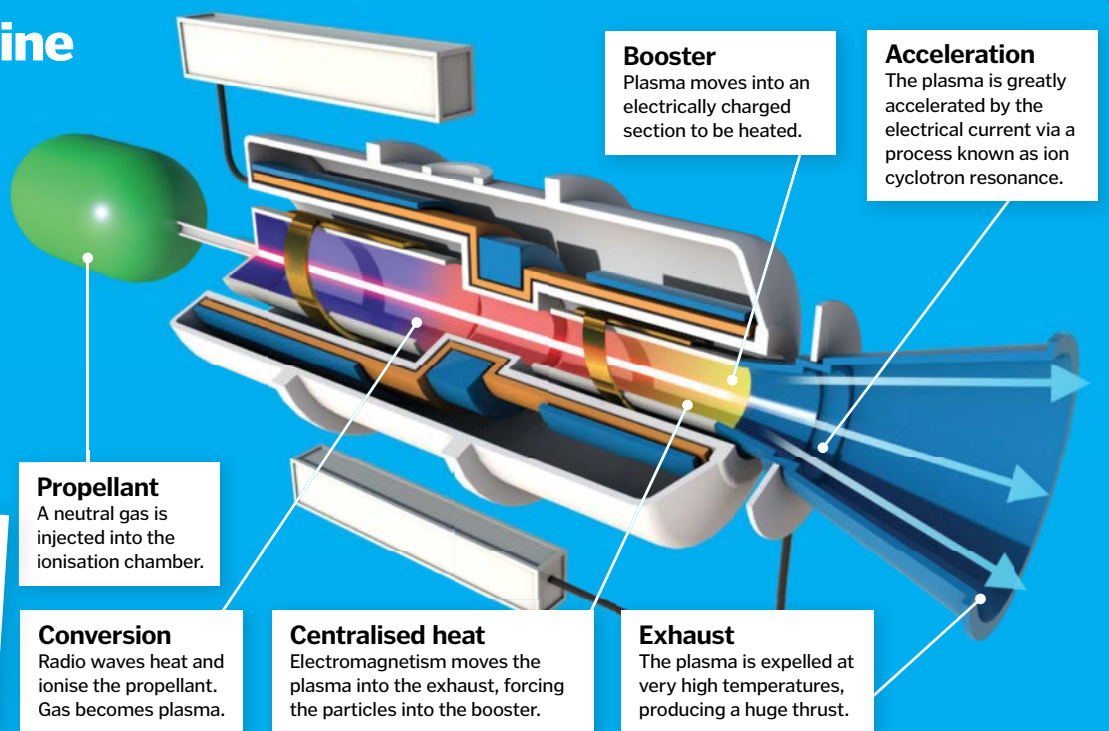 ine
Booster
Plasma moves into an
electrically charged
section to be heated.
Acceleration
The plasma is greatly
accelerated by the
electrical current via a
process known as ion
cyclotron resonance.
Propellant
A neutral gas is
injected into the
ionisation chamber.
Conversion
Radio waves heat and
ionise the propellant.
Gas becomes plasma.
Centralised heat
Electromagnetism moves the
plasma into the exhaust, forcing
the particles into the booster.
Exhaust
The plasma is expelled at
very high temperatures,
producing a huge thrust.